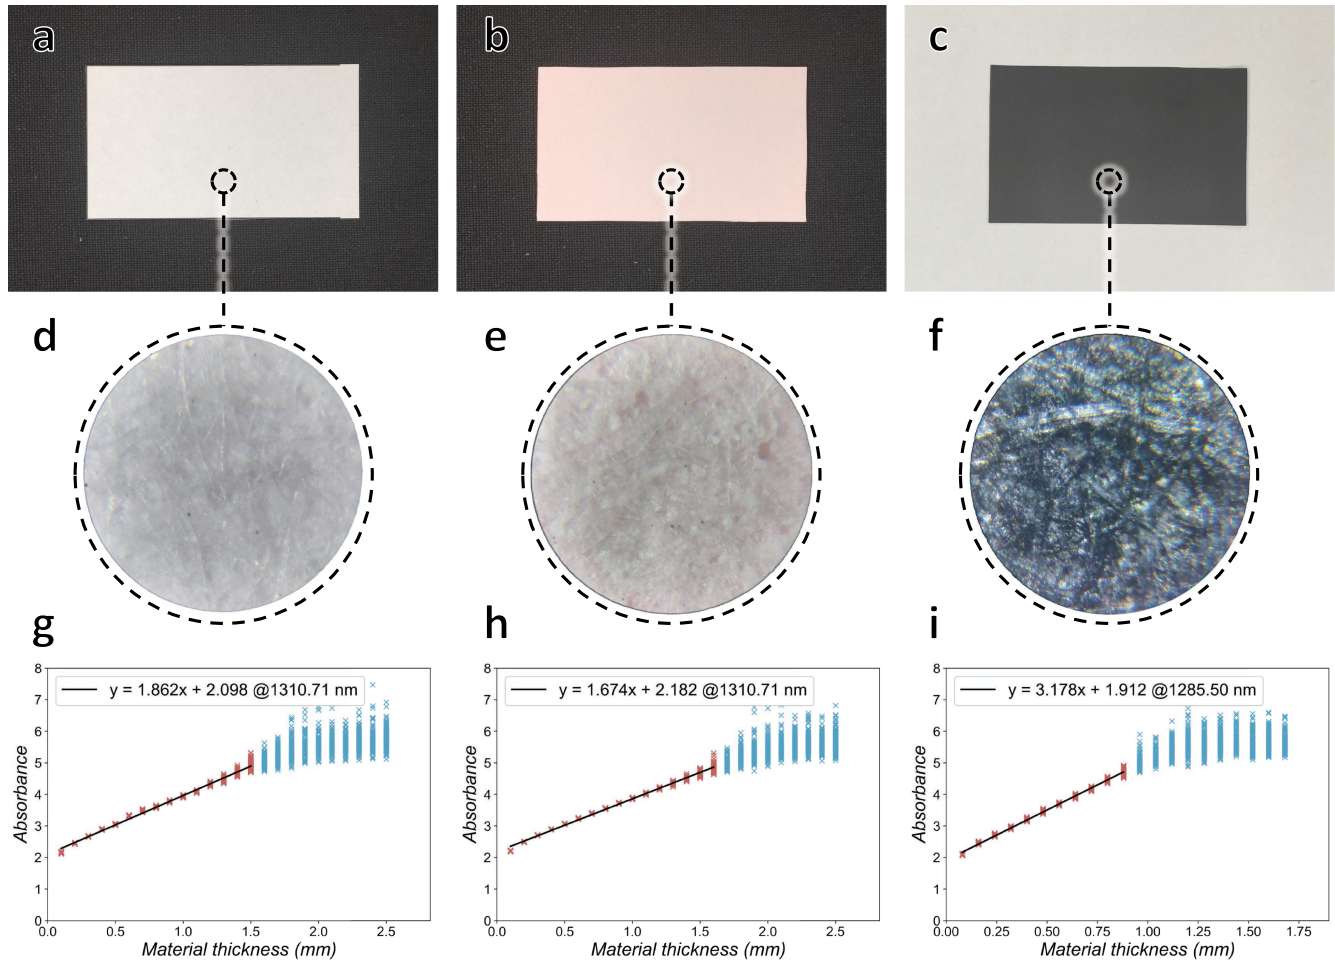 a
b
c
d
e
f
g
h
i
y = 1.862x + 2.098 @1310.71 nm
8
7
6
5
4
3
2
1
0
Absorbance
0.0 0.5 1.0 1.5 2.0 2.5
Material thickness (mm)
y = 1.674x + 2.182 @1310.71 nm
8
7
6
5
4
3
2
1
0
Absorbance
0.0 0.5 1.0 1.5 2.0 2.5
Material thickness (mm)
y = 3.178x + 1.912 @1285.50 nm
8
7
6
5
4
3
2
1
0
Absorbance
0.00 0.25 0.50 0.75 1.00 1.25 1.50 1.75
Material thickness (mm)